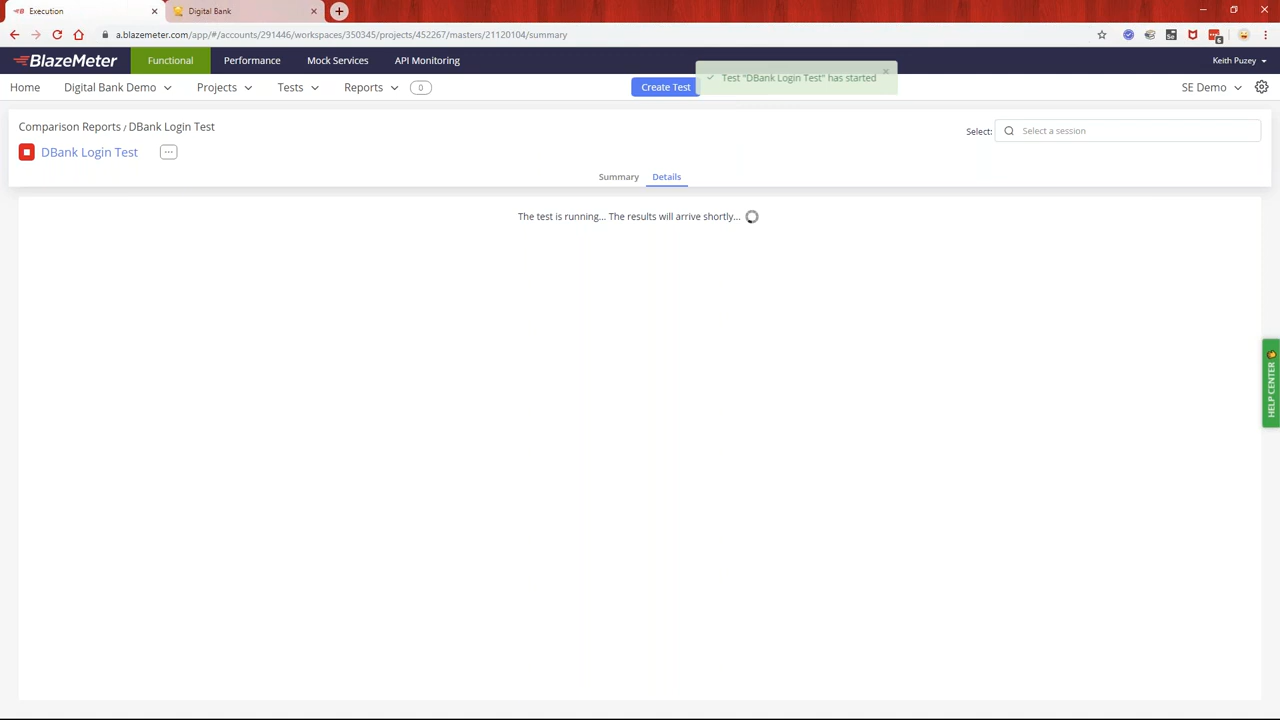 Execution
Digital Bank
a.blazemeter.com/app/#/accounts/291446/workspaces/350345/projects/452267/masters/21120104/summary
BlazeMeter Functional Performance Mock Services API Monitoring Keith Puzey
Test "DBank Login Test" has started
Home Digital Bank Demo Projects Tests Reports 0 Create Test SE Demo
Comparison Reports / DBank Login Test
Select: Select a session
DBank Login Test
Summary Details
The test is running... The results will arrive shortly...
HELP CENTER